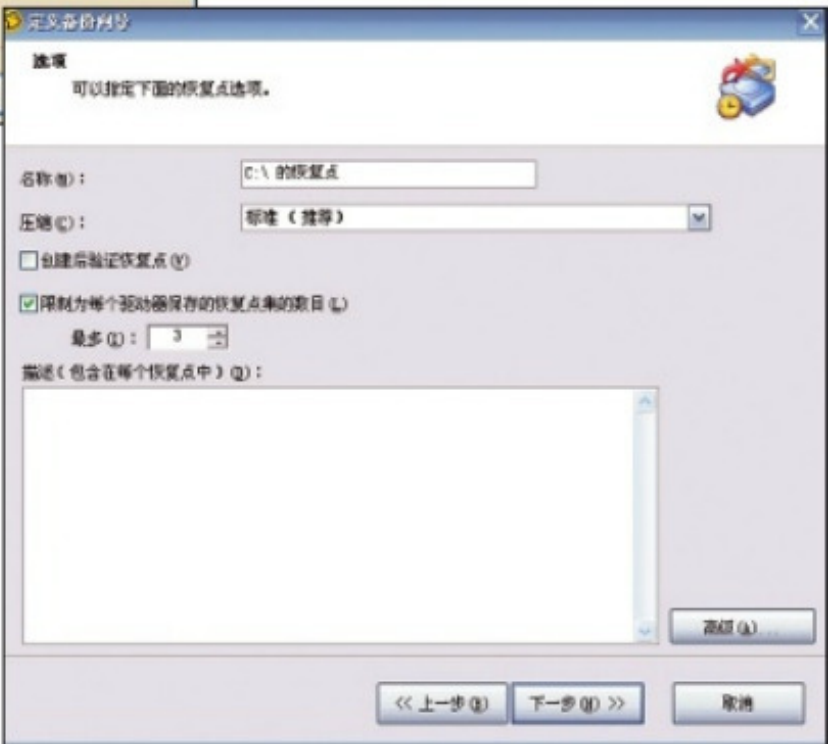 定义备份向导
选项
可以指定下面的恢复点选项。
名称(N)： C:\ 的恢复点
压缩(C)： 标准（推荐）
创建后验证恢复点(V)
限制为每个驱动器保存的恢复点集的数目(L)
最多(I)： 3
描述(包含在每个恢复点中)(D)：
高级(A)...
<< 上一步(B) 下一步(N) >> 取消